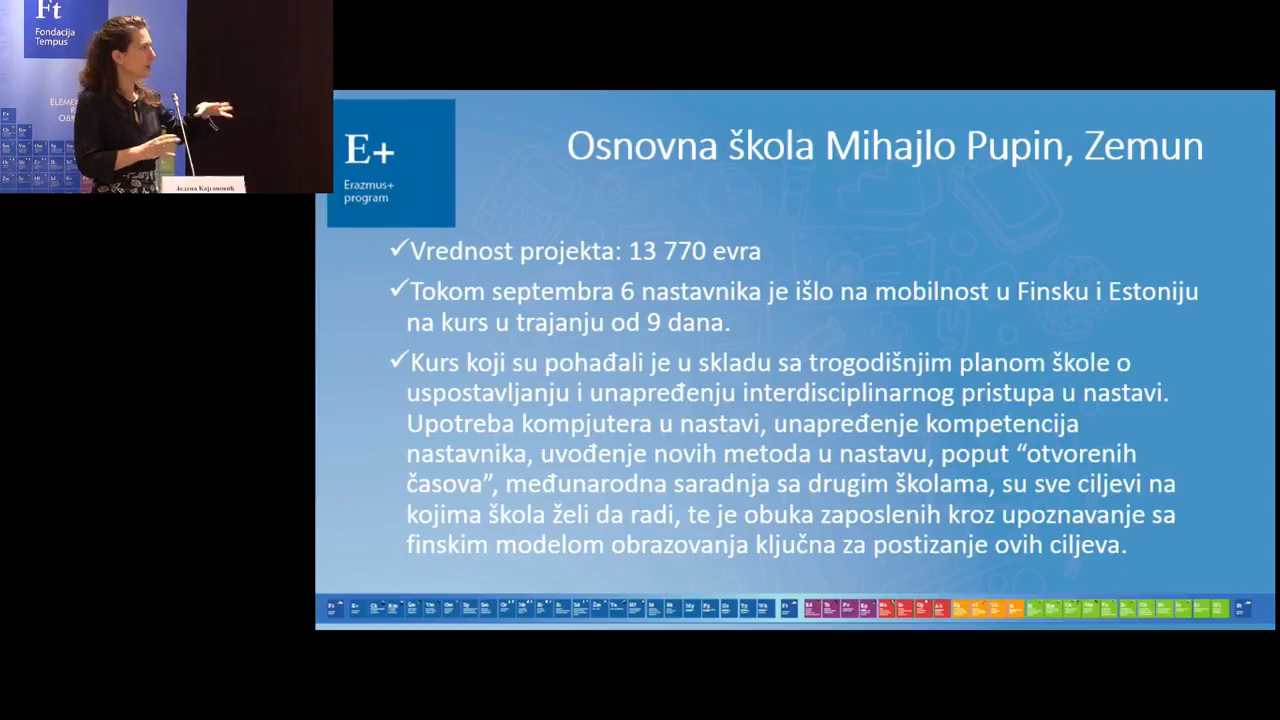 Ft
Fondacija
Tempus
Jelena Kajganović
E+
Erazmus+
program
Osnovna škola Mihajlo Pupin, Zemun
✓Vrednost projekta: 13 770 evra
✓Tokom septembra 6 nastavnika je išlo na mobilnost u Finsku i Estoniju
na kurs u trajanju od 9 dana.
✓Kurs koji su pohađali je u skladu sa trogodišnjim planom škole o
uspostavljanju i unapređenju interdisciplinarnog pristupa u nastavi.
Upotreba kompjutera u nastavi, unapređenje kompetencija
nastavnika, uvođenje novih metoda u nastavu, poput “otvorenih
časova”, međunarodna saradnja sa drugim školama, su sve ciljevi na
kojima škola želi da radi, te je obuka zaposlenih kroz upoznavanje sa
finskim modelom obrazovanja ključna za postizanje ovih ciljeva.